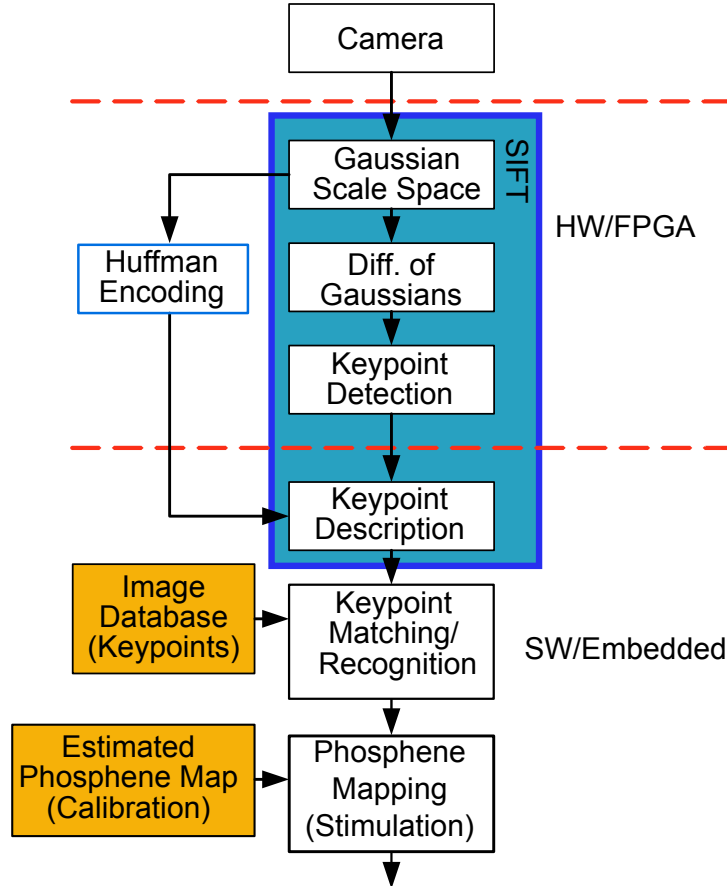 Camera
Gaussian
Scale Space
SIFT
HW/FPGA
Huffman
Encoding
Diff. of
Gaussians
Keypoint
Detection
Keypoint
Description
Image
Database
(Keypoints)
Keypoint
Matching/
Recognition
SW/Embedded
Estimated
Phosphene Map
(Calibration)
Phosphene
Mapping
(Stimulation)